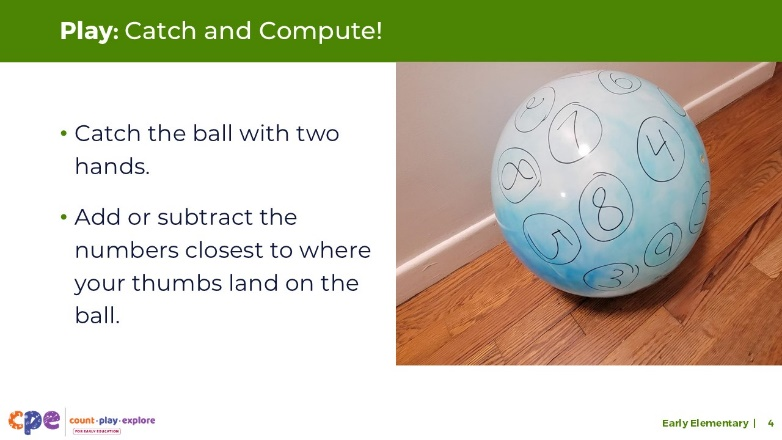 Play: Catch and Compute!
• Catch the ball with two
hands.
• Add or subtract the
numbers closest to where
your thumbs land on the
ball.
6
7
4
8
8
5
9
3
cpe
count·play·explore
FOR EARLY EDUCATION
Early Elementary | 4